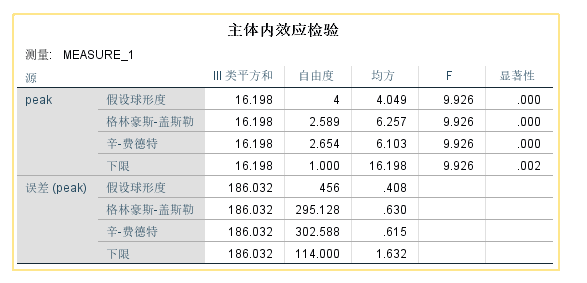 主体内效应检验
测量: MEASURE_1
源 III 类平方和 自由度 均方 F 显著性
peak 假设球形度 16.198 4 4.049 9.926 .000
格林豪斯-盖斯勒 16.198 2.589 6.257 9.926 .000
辛-费德特 16.198 2.654 6.103 9.926 .000
下限 16.198 1.000 16.198 9.926 .002
误差 (peak) 假设球形度 186.032 456 .408
格林豪斯-盖斯勒 186.032 295.128 .630
辛-费德特 186.032 302.588 .615
下限 186.032 114.000 1.632